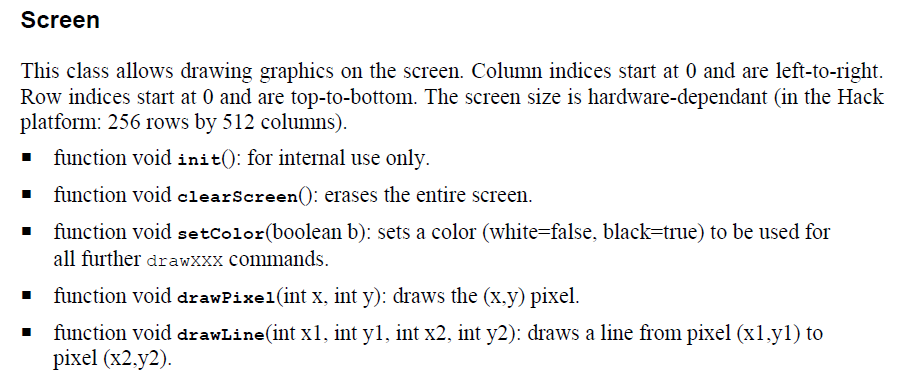 Screen
This class allows drawing graphics on the screen. Column indices start at 0 and are left-to-right.
Row indices start at 0 and are top-to-bottom. The screen size is hardware-dependant (in the Hack
platform: 256 rows by 512 columns).
▪ function void init(): for internal use only.
▪ function void clearScreen(): erases the entire screen.
▪ function void setColor(boolean b): sets a color (white=false, black=true) to be used for
all further drawXXX commands.
▪ function void drawPixel(int x, int y): draws the (x,y) pixel.
▪ function void drawLine(int x1, int y1, int x2, int y2): draws a line from pixel (x1,y1) to
pixel (x2,y2).